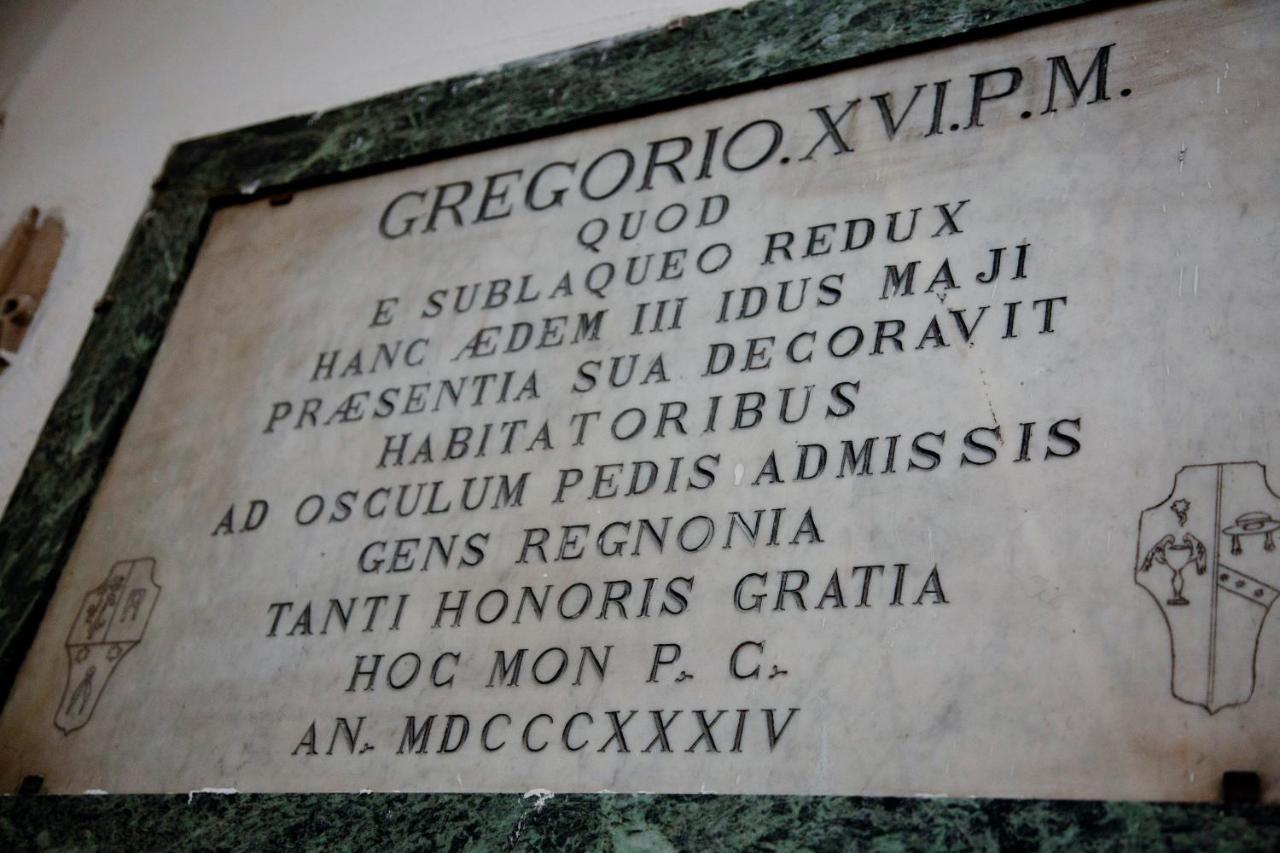 GREGORIO.XVI.P.M.
QUOD
E SUBLAQUEO REDUX
HANC ÆDEM III IDUS MAJI
PRÆSENTIA SUA DECORAVIT
HABITATORIBUS
AD OSCULUM PEDIS ADMISSIS
GENS REGNONIA
TANTI HONORIS GRATIA
HOC MON P. C.
AN. MDCCCXXXIV